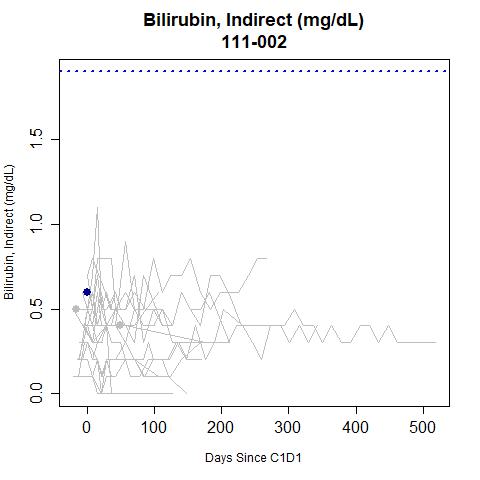 Bilirubin, Indirect (mg/dL)
111-002
Bilirubin, Indirect (mg/dL)
1.5
1.0
0.5
0.0
0 100 200 300 400 500
Days Since C1D1